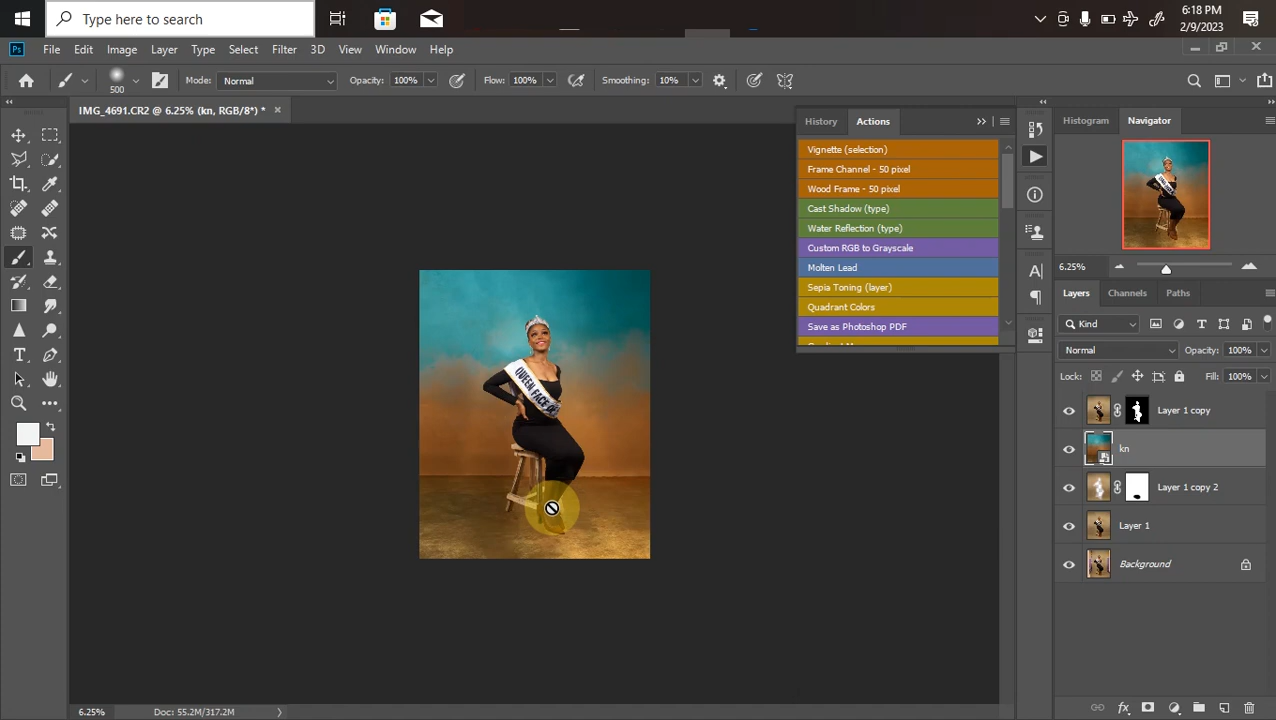 Type here to search
6:18 PM
2/9/2023
Ps File Edit Image Layer Type Select Filter 3D View Window Help
500 Mode: Normal Opacity: 100% Flow: 100% Smoothing: 10%
IMG_4691.CR2 @ 6.25% (kn, RGB/8*) *
History Actions
Vignette (selection)
Frame Channel - 50 pixel
Wood Frame - 50 pixel
Cast Shadow (type)
Water Reflection (type)
Custom RGB to Grayscale
Molten Lead
Sepia Toning (layer)
Quadrant Colors
Save as Photoshop PDF
Histogram Navigator
6.25%
Layers Channels Paths
Kind
Normal Opacity: 100%
Lock: Fill: 100%
Layer 1 copy
kn
Layer 1 copy 2
Layer 1
Background
QUEEN FACE OF
6.25% Doc: 55.2M/317.2M